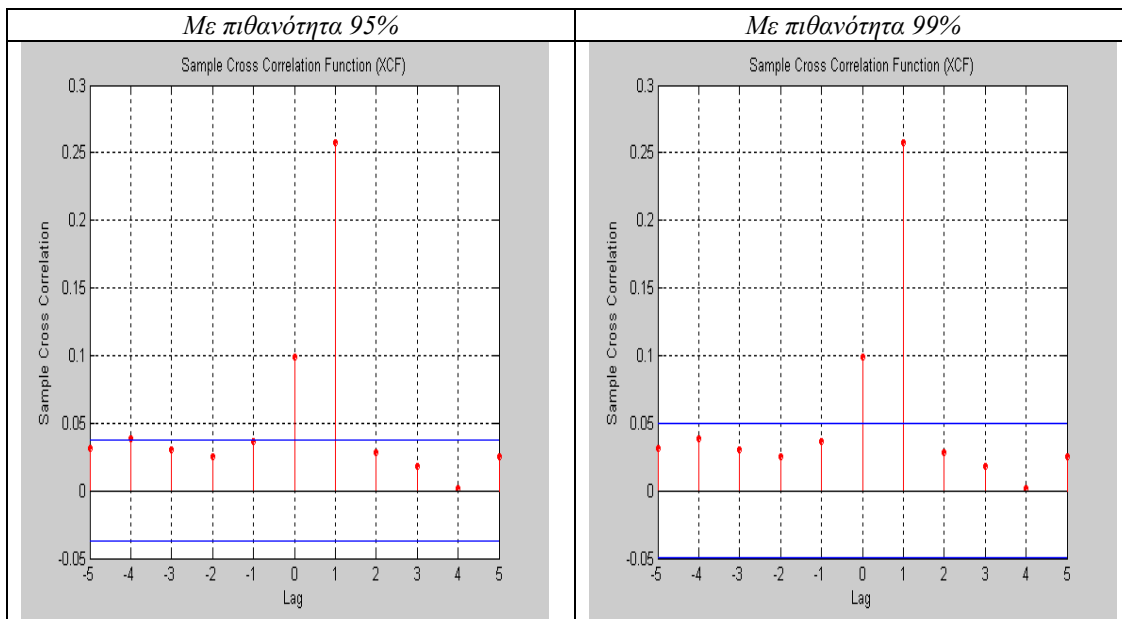 Με πιθανότητα 95%
Με πιθανότητα 99%
Sample Cross Correlation Function (XCF)
0.3
0.25
0.2
0.15
0.1
0.05
0
-0.05
Sample Cross Correlation
-5 -4 -3 -2 -1 0 1 2 3 4 5
Lag
Sample Cross Correlation Function (XCF)
0.3
0.25
0.2
0.15
0.1
0.05
0
-0.05
Sample Cross Correlation
-5 -4 -3 -2 -1 0 1 2 3 4 5
Lag